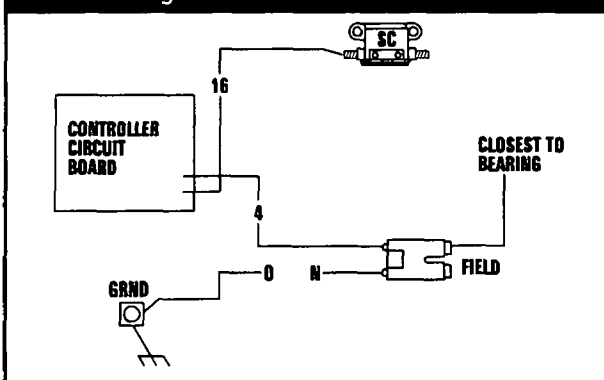 SC
16
CONTROLLER
CIRCUIT
BOARD
CLOSEST TO
BEARING
4
FIELD
0 N
GRND